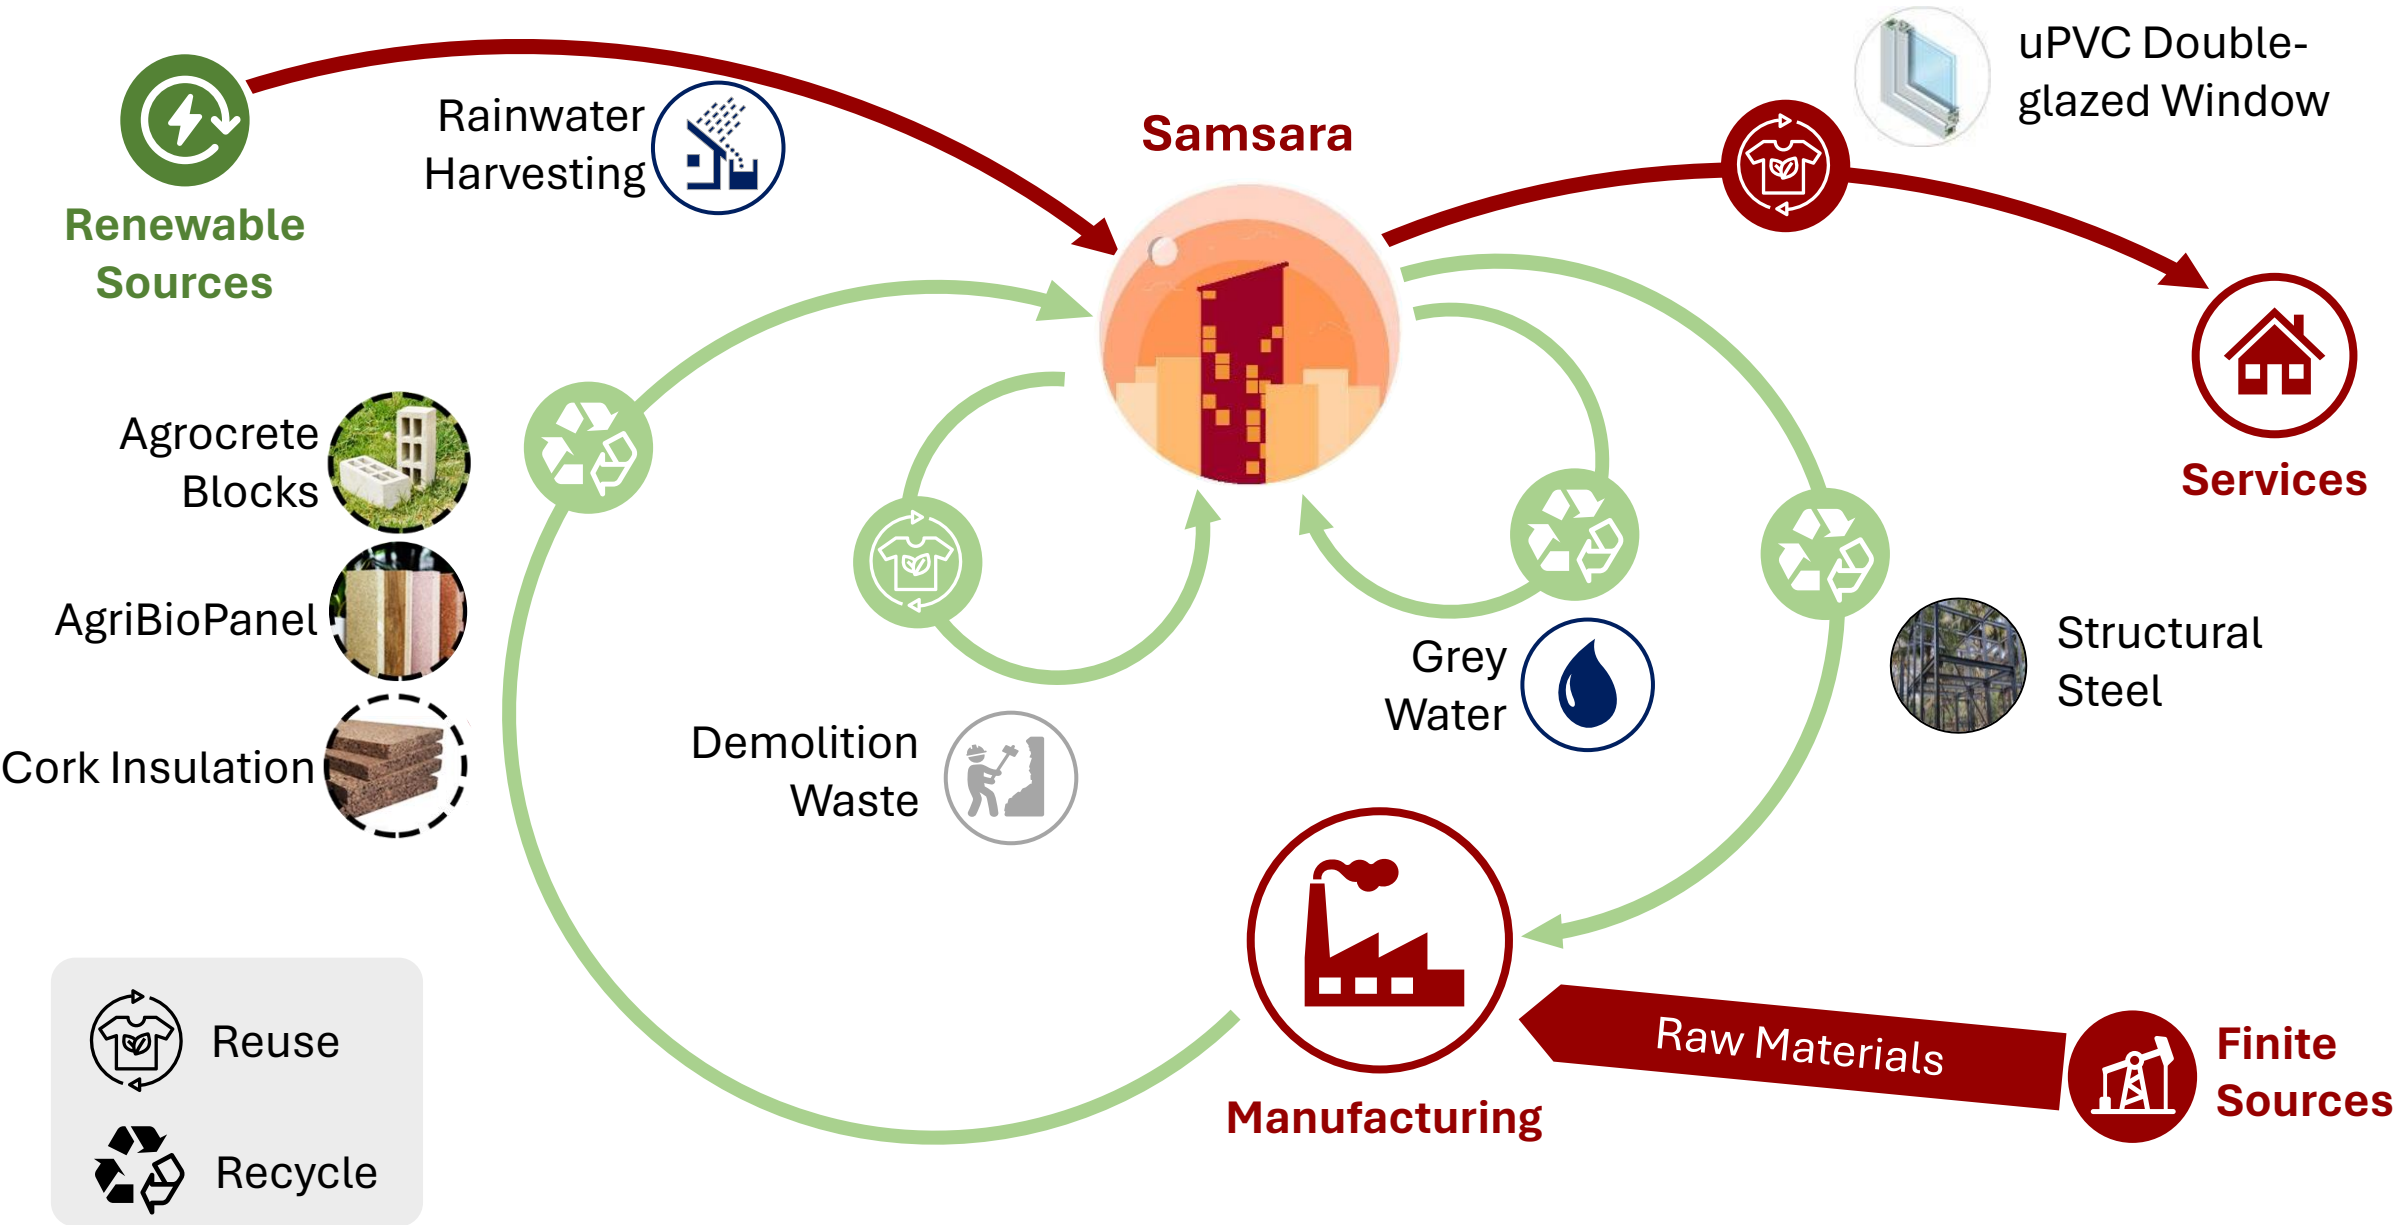 uPVC Double-
glazed Window
Rainwater
Harvesting
Samsara
Renewable
Sources
Agrocrete
Blocks
Services
AgriBioPanel
Grey
Water
Structural
Steel
Cork Insulation
Demolition
Waste
Raw Materials
Finite
Sources
Manufacturing
Reuse
Recycle